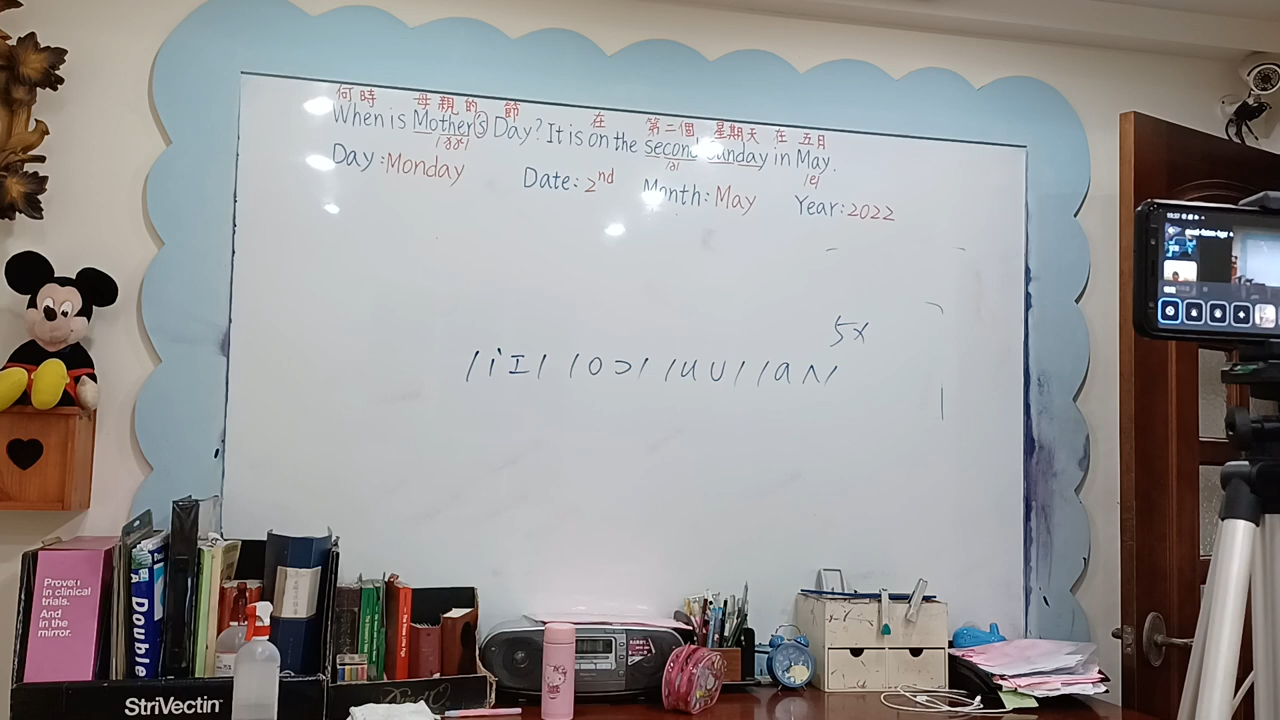 何時 母親的 節 在 第二個 星期天 在 五月
When is Mother's Day? It is on the second Sunday in May.
/ə/ /e/
Day: Monday Date: 2nd Month: May Year: 2022
5x
/i I/ /o ɔ/ /u U/ /a ʌ/
Proven
in clinical
trials.
And
in the
mirror.
Double
StriVectin